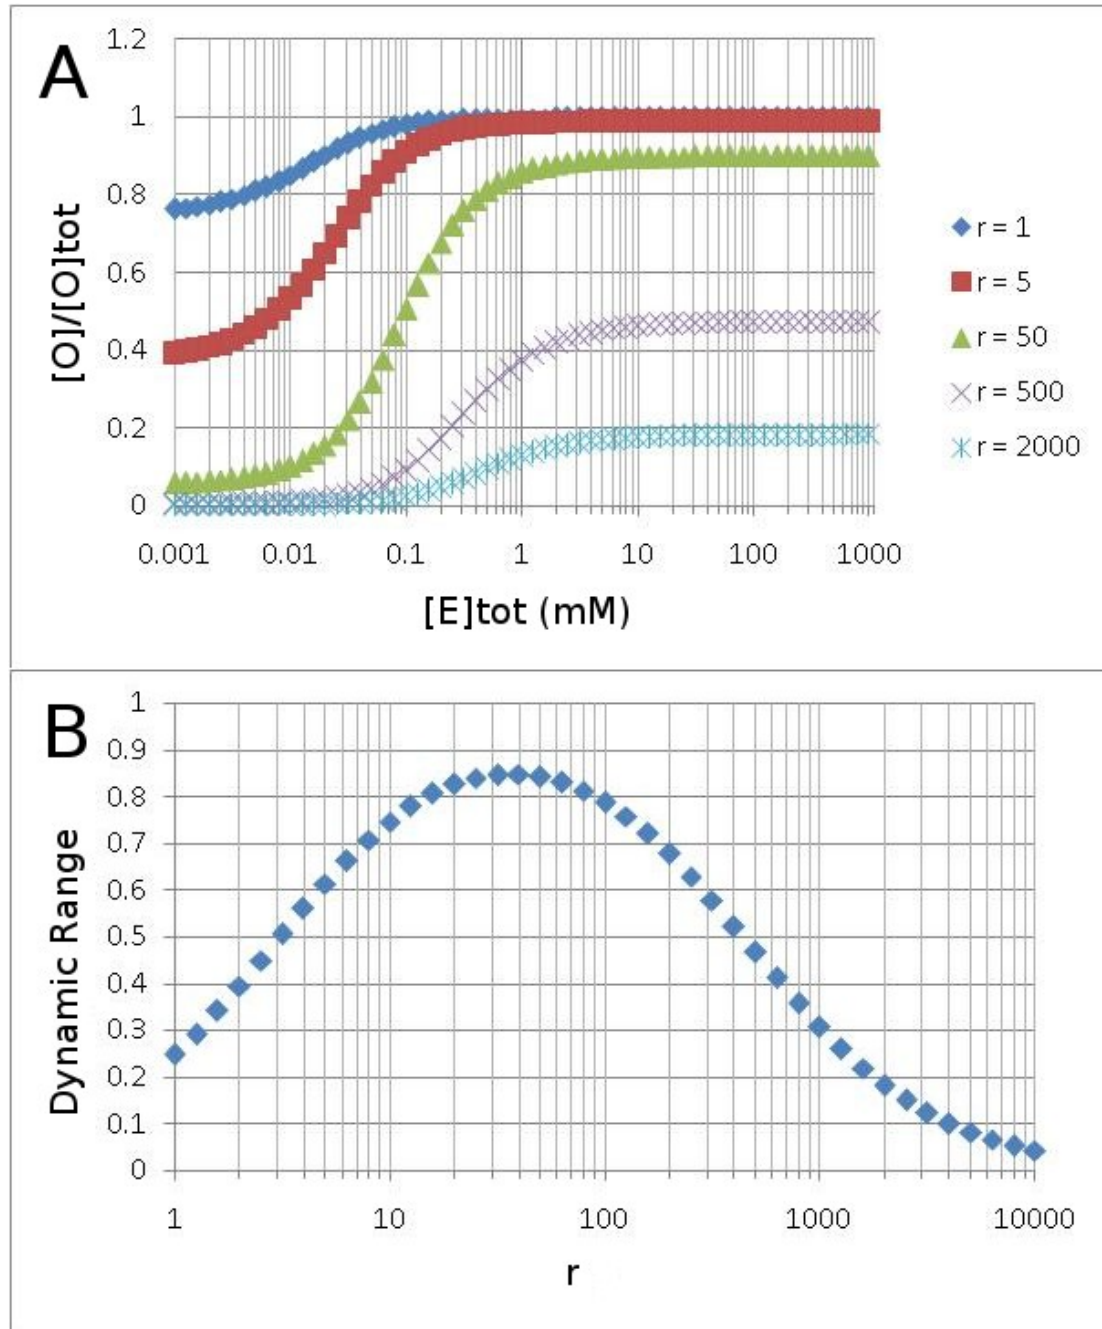 A
1.2
1
0.8
0.6
0.4
0.2
0
[O]/[O]tot
0.001 0.01 0.1 1 10 100 1000
[E]tot (mM)
r = 1
r = 5
r = 50
r = 500
r = 2000
B
1
0.9
0.8
0.7
0.6
0.5
0.4
0.3
0.2
0.1
0
Dynamic Range
1 10 100 1000 10000
r